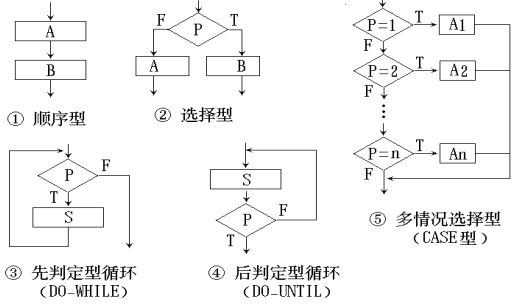 A
B
① 顺序型
F
P
T
A
B
② 选择型
P=1
T
A1
F
P=2
T
A2
F
P=n
T
An
F
⑤ 多情况选择型
（CASE型）
P
F
T
S
③ 先判定型循环
（DO-WHILE）
S
P
F
T
④ 后判定型循环
（DO-UNTIL）